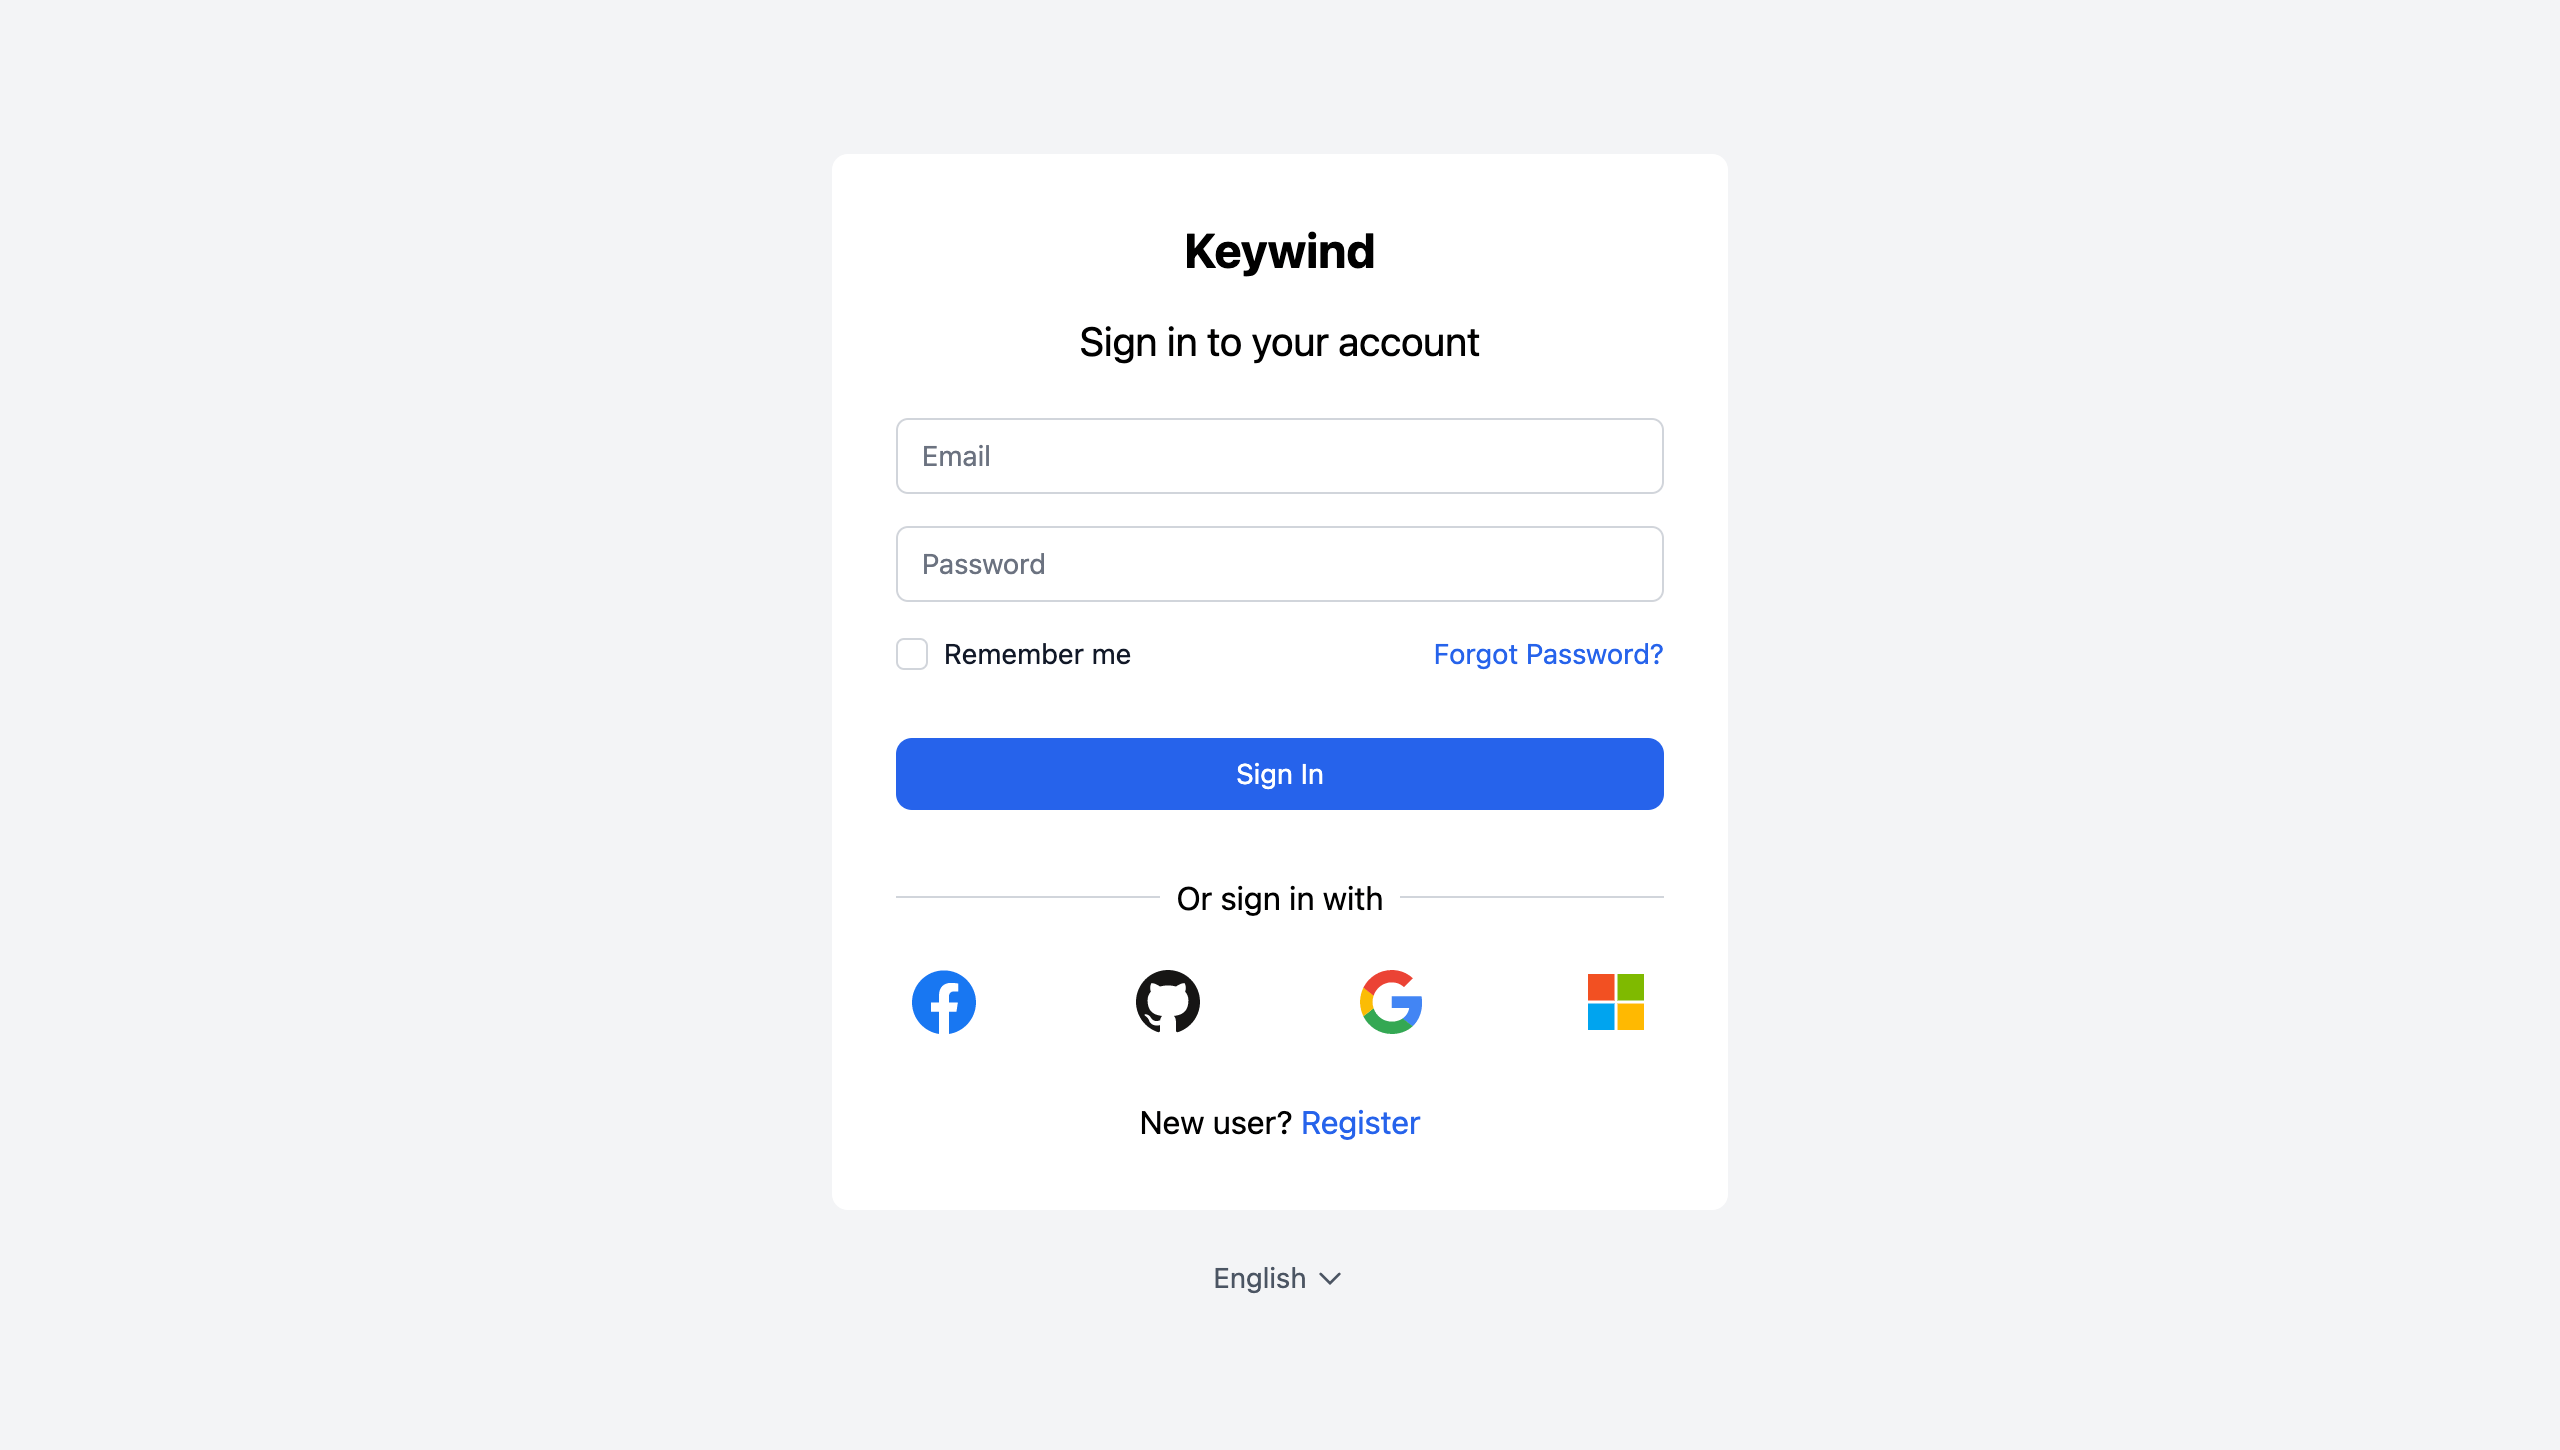 Keywind
Sign in to your account
Email
Password
Remember me Forgot Password?
Sign In
Or sign in with
New user? Register
English